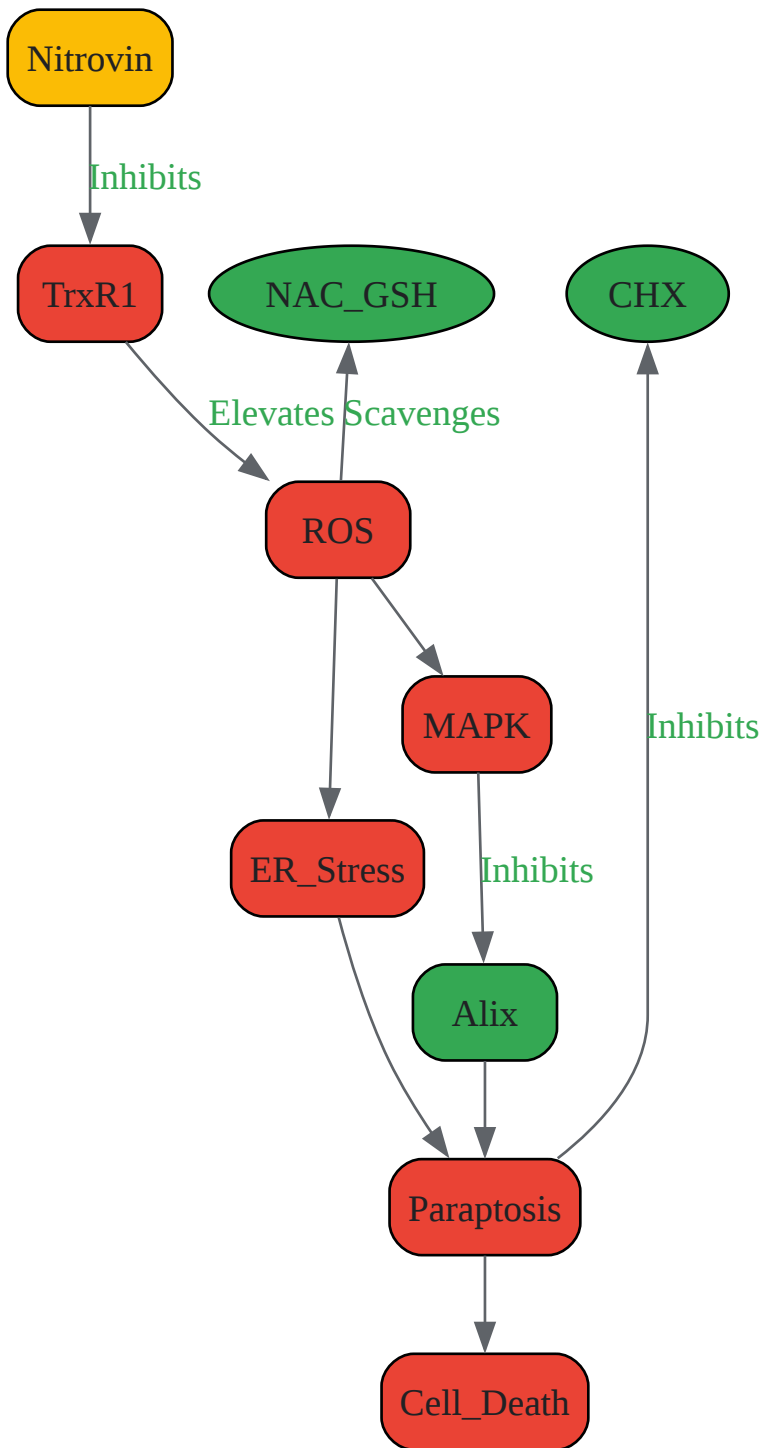 Nitrovin
Inhibits
TrxR1
NAC_GSH
CHX
Elevates
Scavenges
ROS
MAPK
Inhibits
ER_Stress
Inhibits
Alix
Paraptosis
Cell_Death